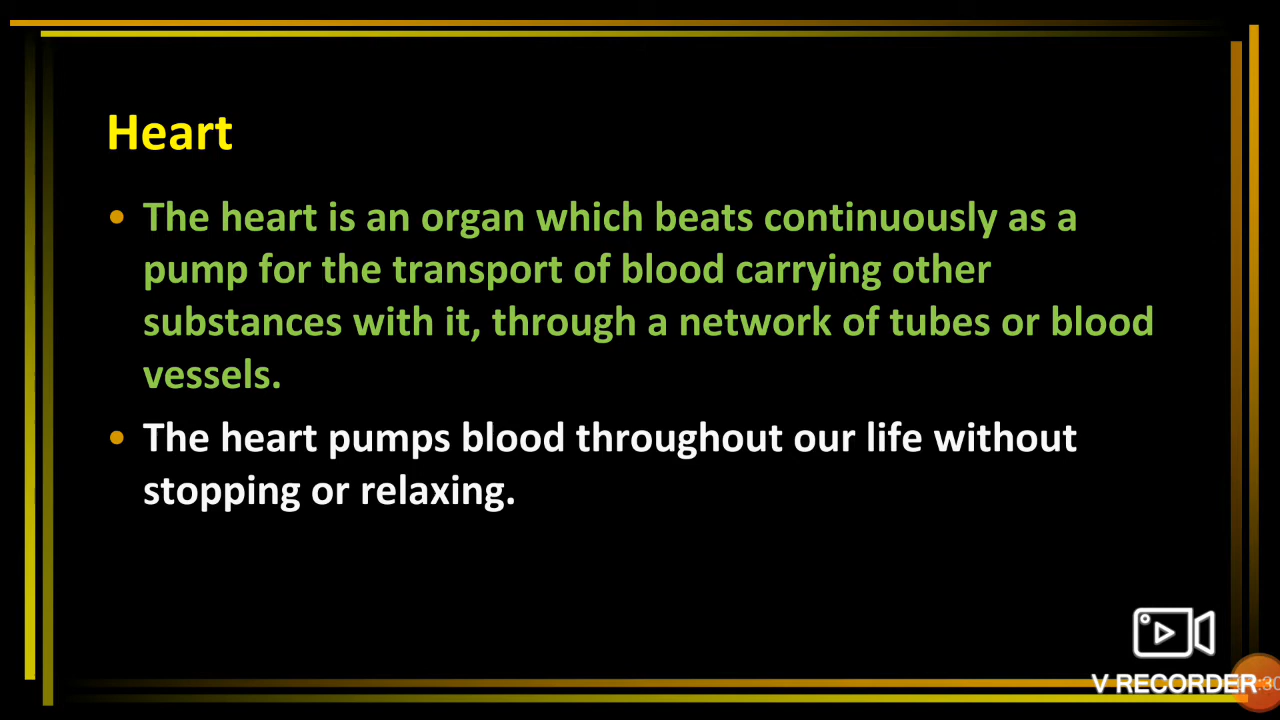 Heart
• The heart is an organ which beats continuously as a
pump for the transport of blood carrying other
substances with it, through a network of tubes or blood
vessels.
• The heart pumps blood throughout our life without
stopping or relaxing.
V RECORDER